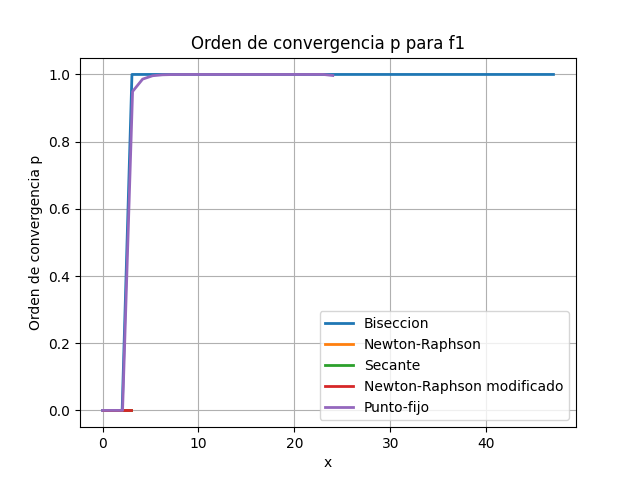 Orden de convergencia p para f1
Orden de convergencia p
1.0
0.8
0.6
0.4
0.2
0.0
0
10
20
30
40
x
Biseccion
Newton-Raphson
Secante
Newton-Raphson modificado
Punto-fijo